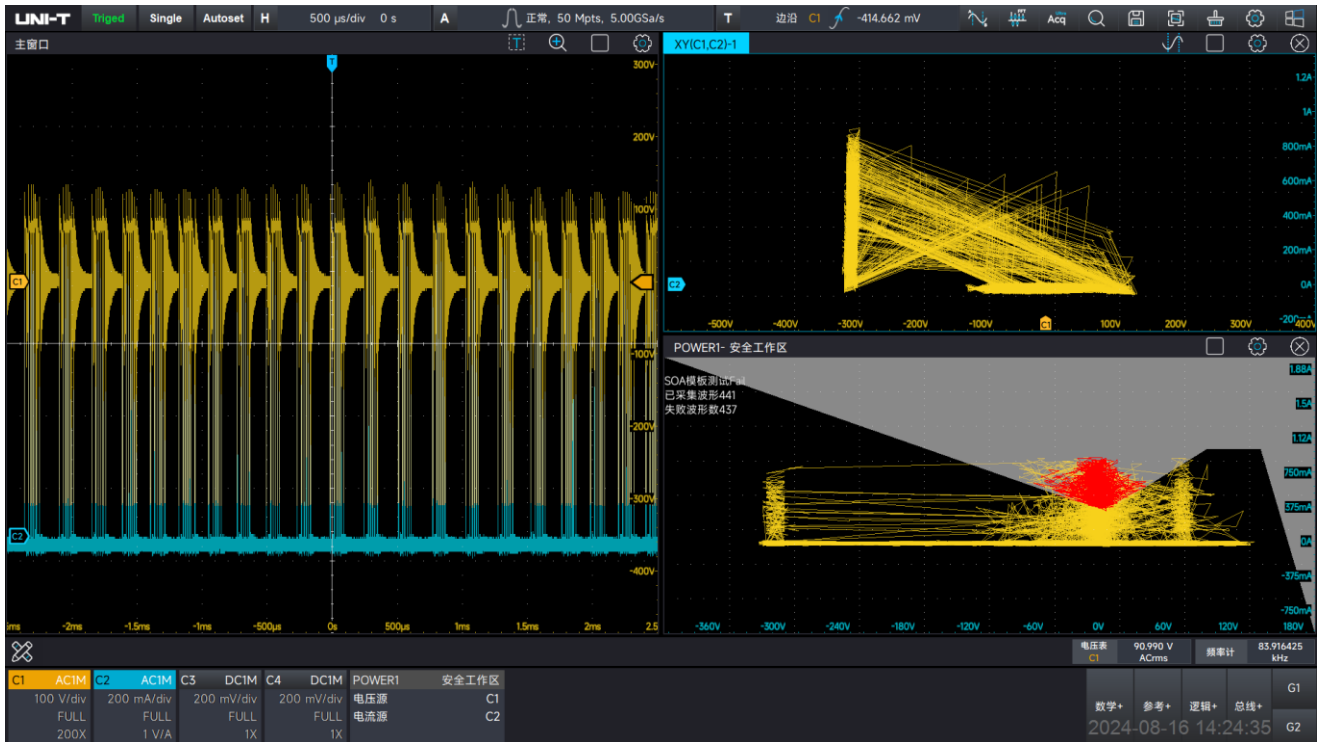 UNI-T Triged Single Autoset H 500 μs/div 0 s A 正常, 50 Mpts, 5.00GSa/s T 边沿 C1 -414.662 mV Acq
主窗口 T
T
300V
200V
100V
C1
-100V
-200V
-300V
C2
-400V
-2ms -1.5ms -1ms -500μs 0s 500μs 1ms 1.5ms 2ms 2.5
XY(C1,C2)-1
1.2A
1A
800mA
600mA
400mA
200mA
C2 0A
-200m
-500V -400V -300V -200V -100V C1 100V 200V 300V 400V
POWER1- 安全工作区
SOA模板测试Fail
已采集波形441
失败波形数437
1.88A
1.5A
1.12A
750mA
375mA
0A
-375mA
-750mA
-360V -300V -240V -180V -120V -60V 0V 60V 120V 180V
电压表 90.990 V 频率计 83.916425
C1 ACrms kHz
C1 AC1M C2 AC1M C3 DC1M C4 DC1M POWER1 安全工作区
100 V/div 200 mA/div 200 mV/div 200 mV/div 电压源 C1
FULL FULL FULL FULL 电流源 C2
200X 1 V/A 1X 1X
数学+ 参考+ 逻辑+ 总线+ G1
2024-08-16 14:24:35 G2